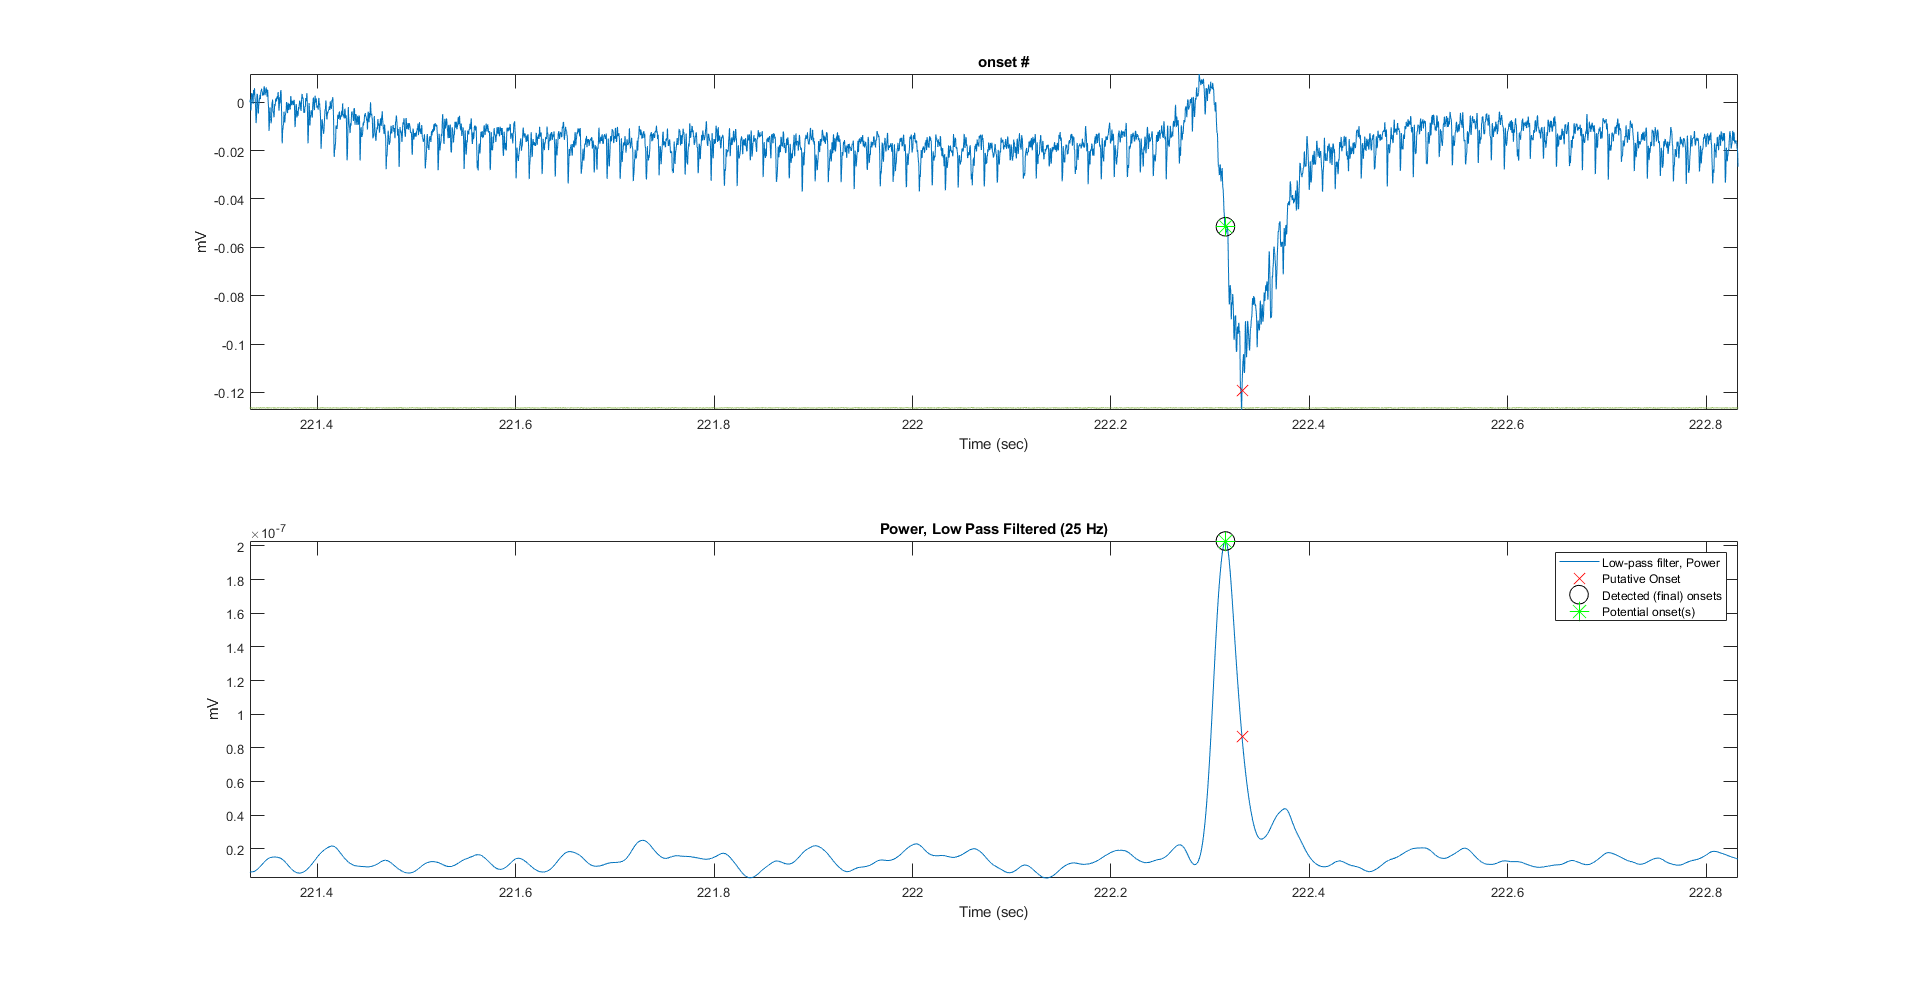 onset #
0
-0.02
-0.04
-0.06
-0.08
-0.1
-0.12
mV
221.4 221.6 221.8 222 222.2 222.4 222.6 222.8
Time (sec)
Power, Low Pass Filtered (25 Hz)
×10-7
2
1.8
1.6
1.4
1.2
1
0.8
0.6
0.4
0.2
mV
Low-pass filter, Power
Putative Onset
Detected (final) onsets
Potential onset(s)
221.4 221.6 221.8 222 222.2 222.4 222.6 222.8
Time (sec)